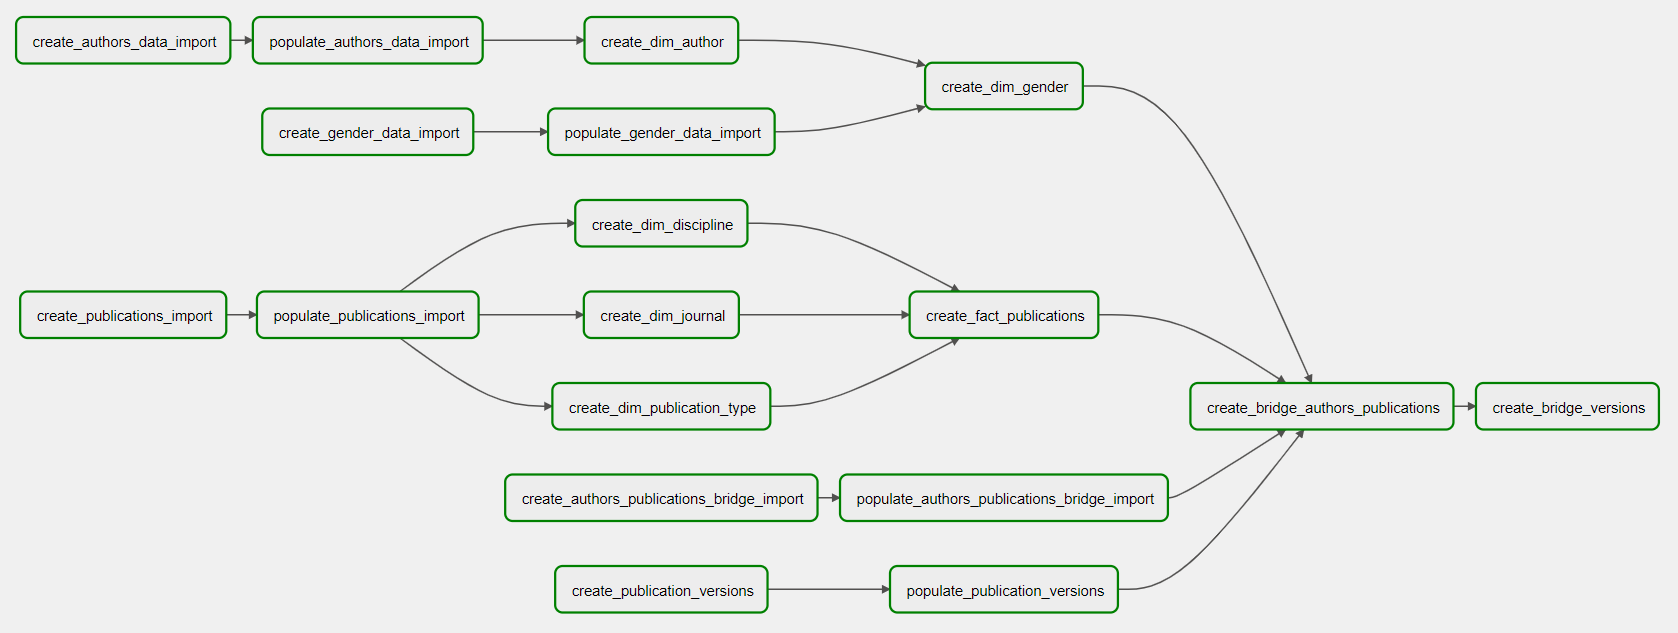 create_authors_data_import
populate_authors_data_import
create_dim_author
create_dim_gender
create_gender_data_import
populate_gender_data_import
create_dim_discipline
create_publications_import
populate_publications_import
create_dim_journal
create_fact_publications
create_dim_publication_type
create_bridge_authors_publications
create_bridge_versions
create_authors_publications_bridge_import
populate_authors_publications_bridge_import
create_publication_versions
populate_publication_versions